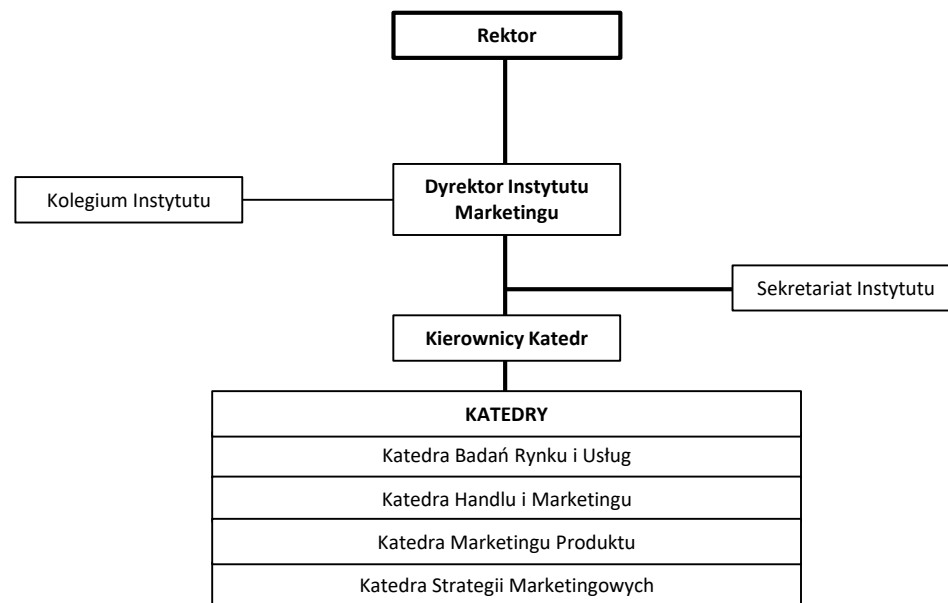 Rektor
Dyrektor Instytutu
Marketingu
Kolegium Instytutu
Sekretariat Instytutu
Kierownicy Katedr
KATEDRY
Katedra Badań Rynku i Usług
Katedra Handlu i Marketingu
Katedra Marketingu Produktu
Katedra Strategii Marketingowych